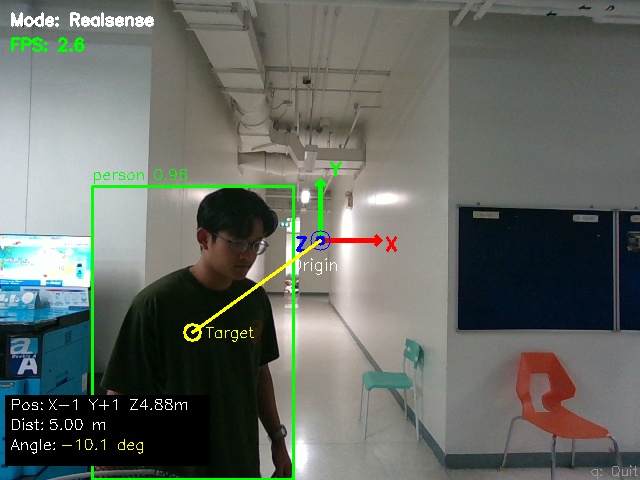 Mode: Realsense
FPS: 2.6
person 0.96
Y
Z
X
Origin
Target
a
A
Double A
Pos: X-1 Y+1 Z4.88m
Dist: 5.00 m
Angle: -10.1 deg
q: Quit